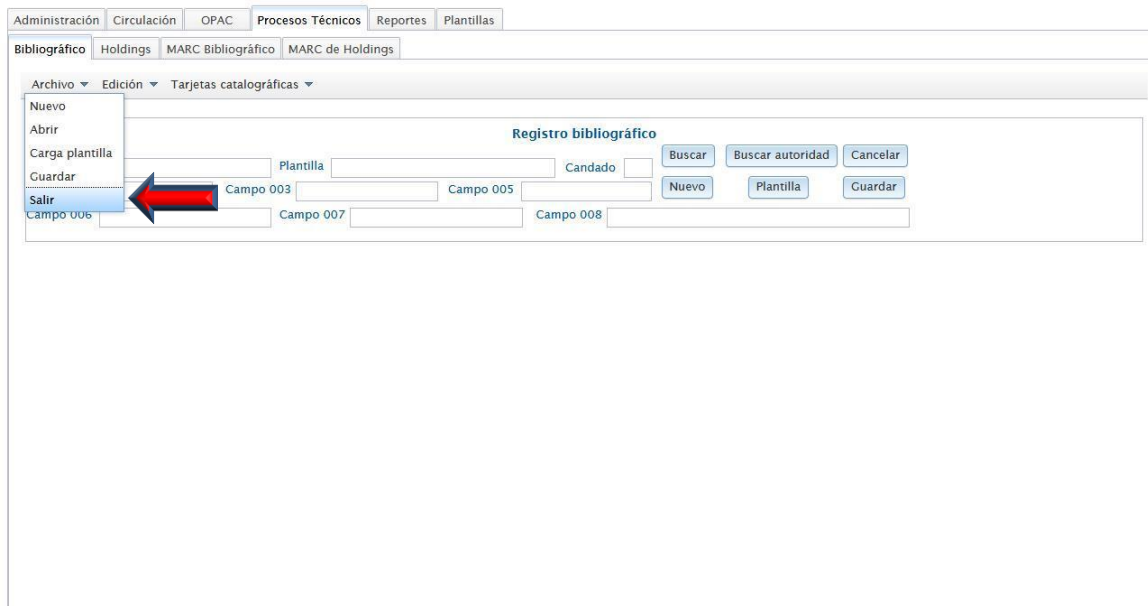 Administración Circulación OPAC Procesos Técnicos Reportes Plantillas
Bibliográfico Holdings MARC Bibliográfico MARC de Holdings
Archivo Edición Tarjetas catalográficas
Nuevo
Abrir
Carga plantilla
Guardar
Salir
Registro bibliográfico
Plantilla Candado Buscar Buscar autoridad Cancelar
Campo 003 Campo 005 Nuevo Plantilla Guardar
Campo 006 Campo 007 Campo 008